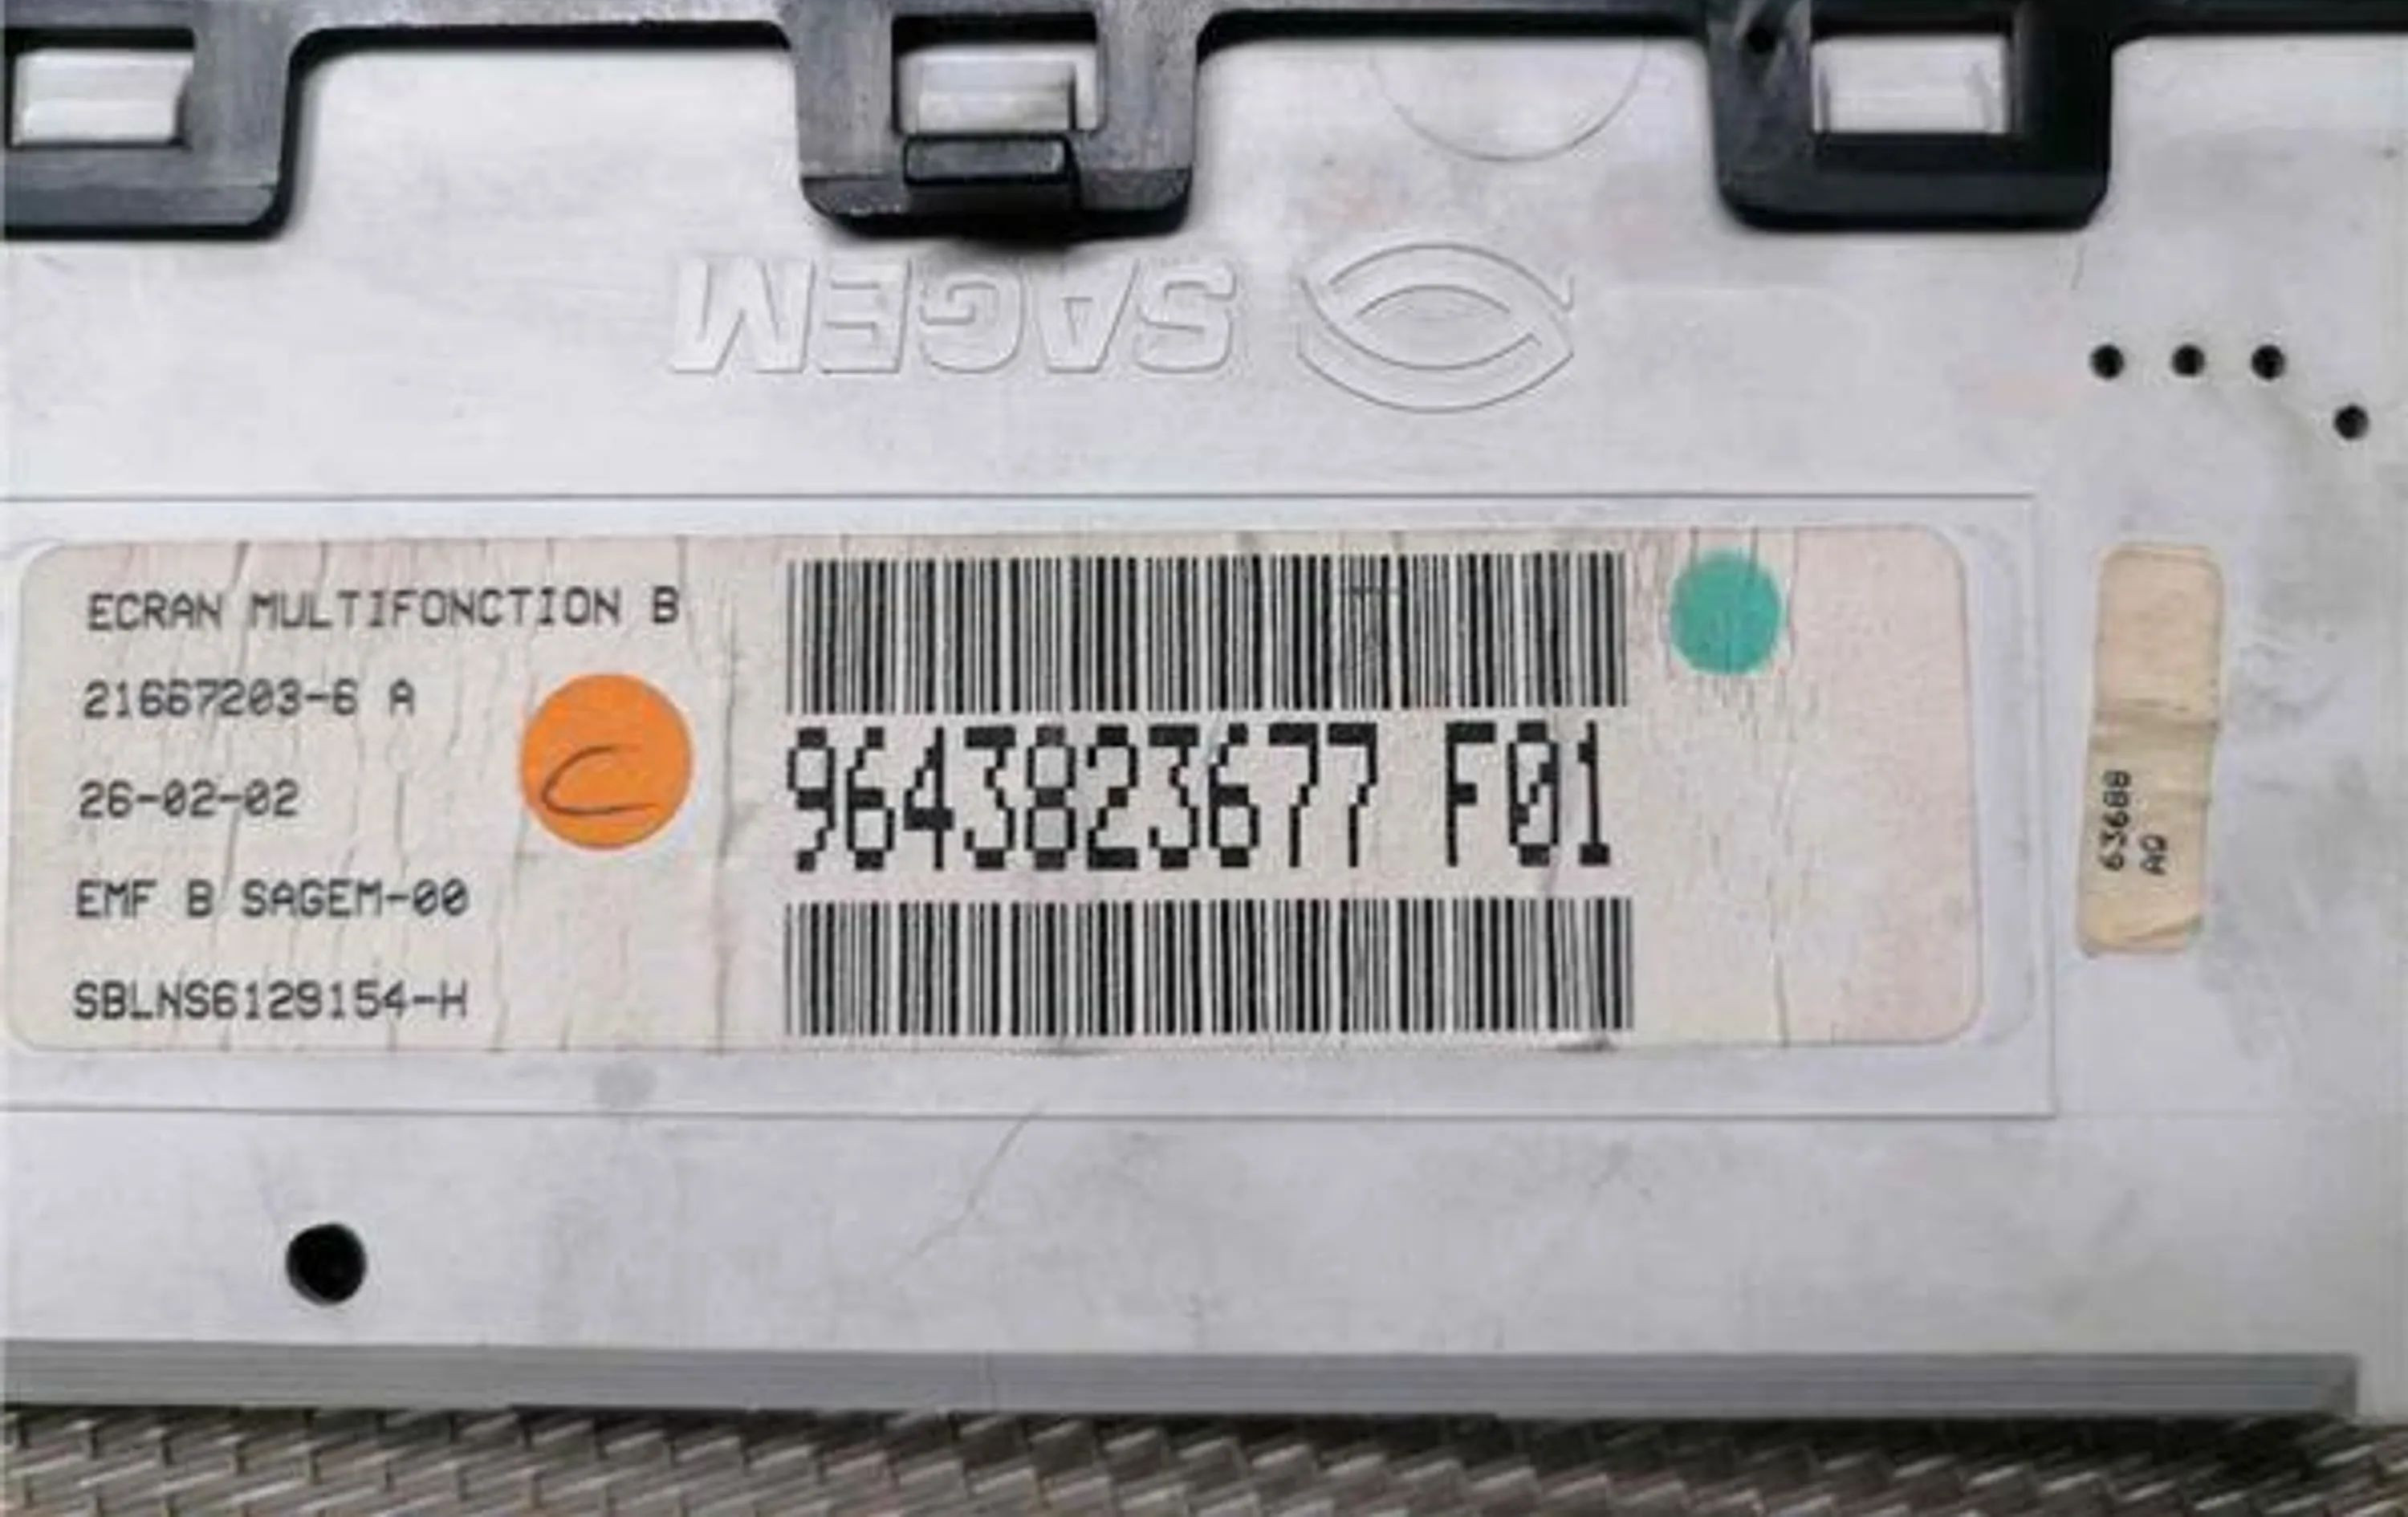 SAGEM
ECRAN MULTIFONCTION B
21667203-6 A
26-02-02
EMF B SAGEM-00
SBLNS6129154-H
C
9643823677 F01
63688
AQ